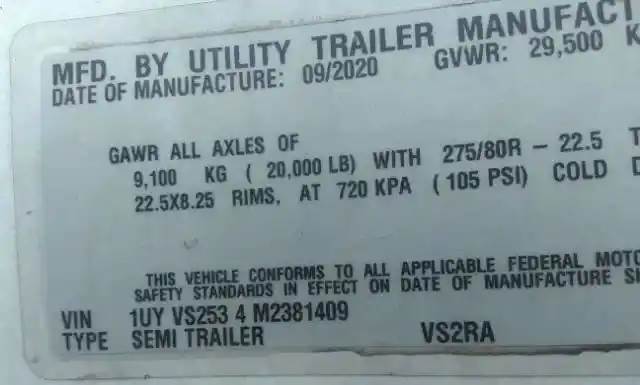 MFD. BY UTILITY TRAILER MANUFACT
DATE OF MANUFACTURE: 09/2020 GVWR: 29,500 K
GAWR ALL AXLES OF
9,100 KG ( 20,000 LB) WITH 275/80R - 22.5 T
22.5X8.25 RIMS, AT 720 KPA ( 105 PSI) COLD D
THIS VEHICLE CONFORMS TO ALL APPLICABLE FEDERAL MOTO
SAFETY STANDARDS IN EFFECT ON DATE OF MANUFACTURE SH
VIN 1UY VS253 4 M2381409
TYPE SEMI TRAILER VS2RA